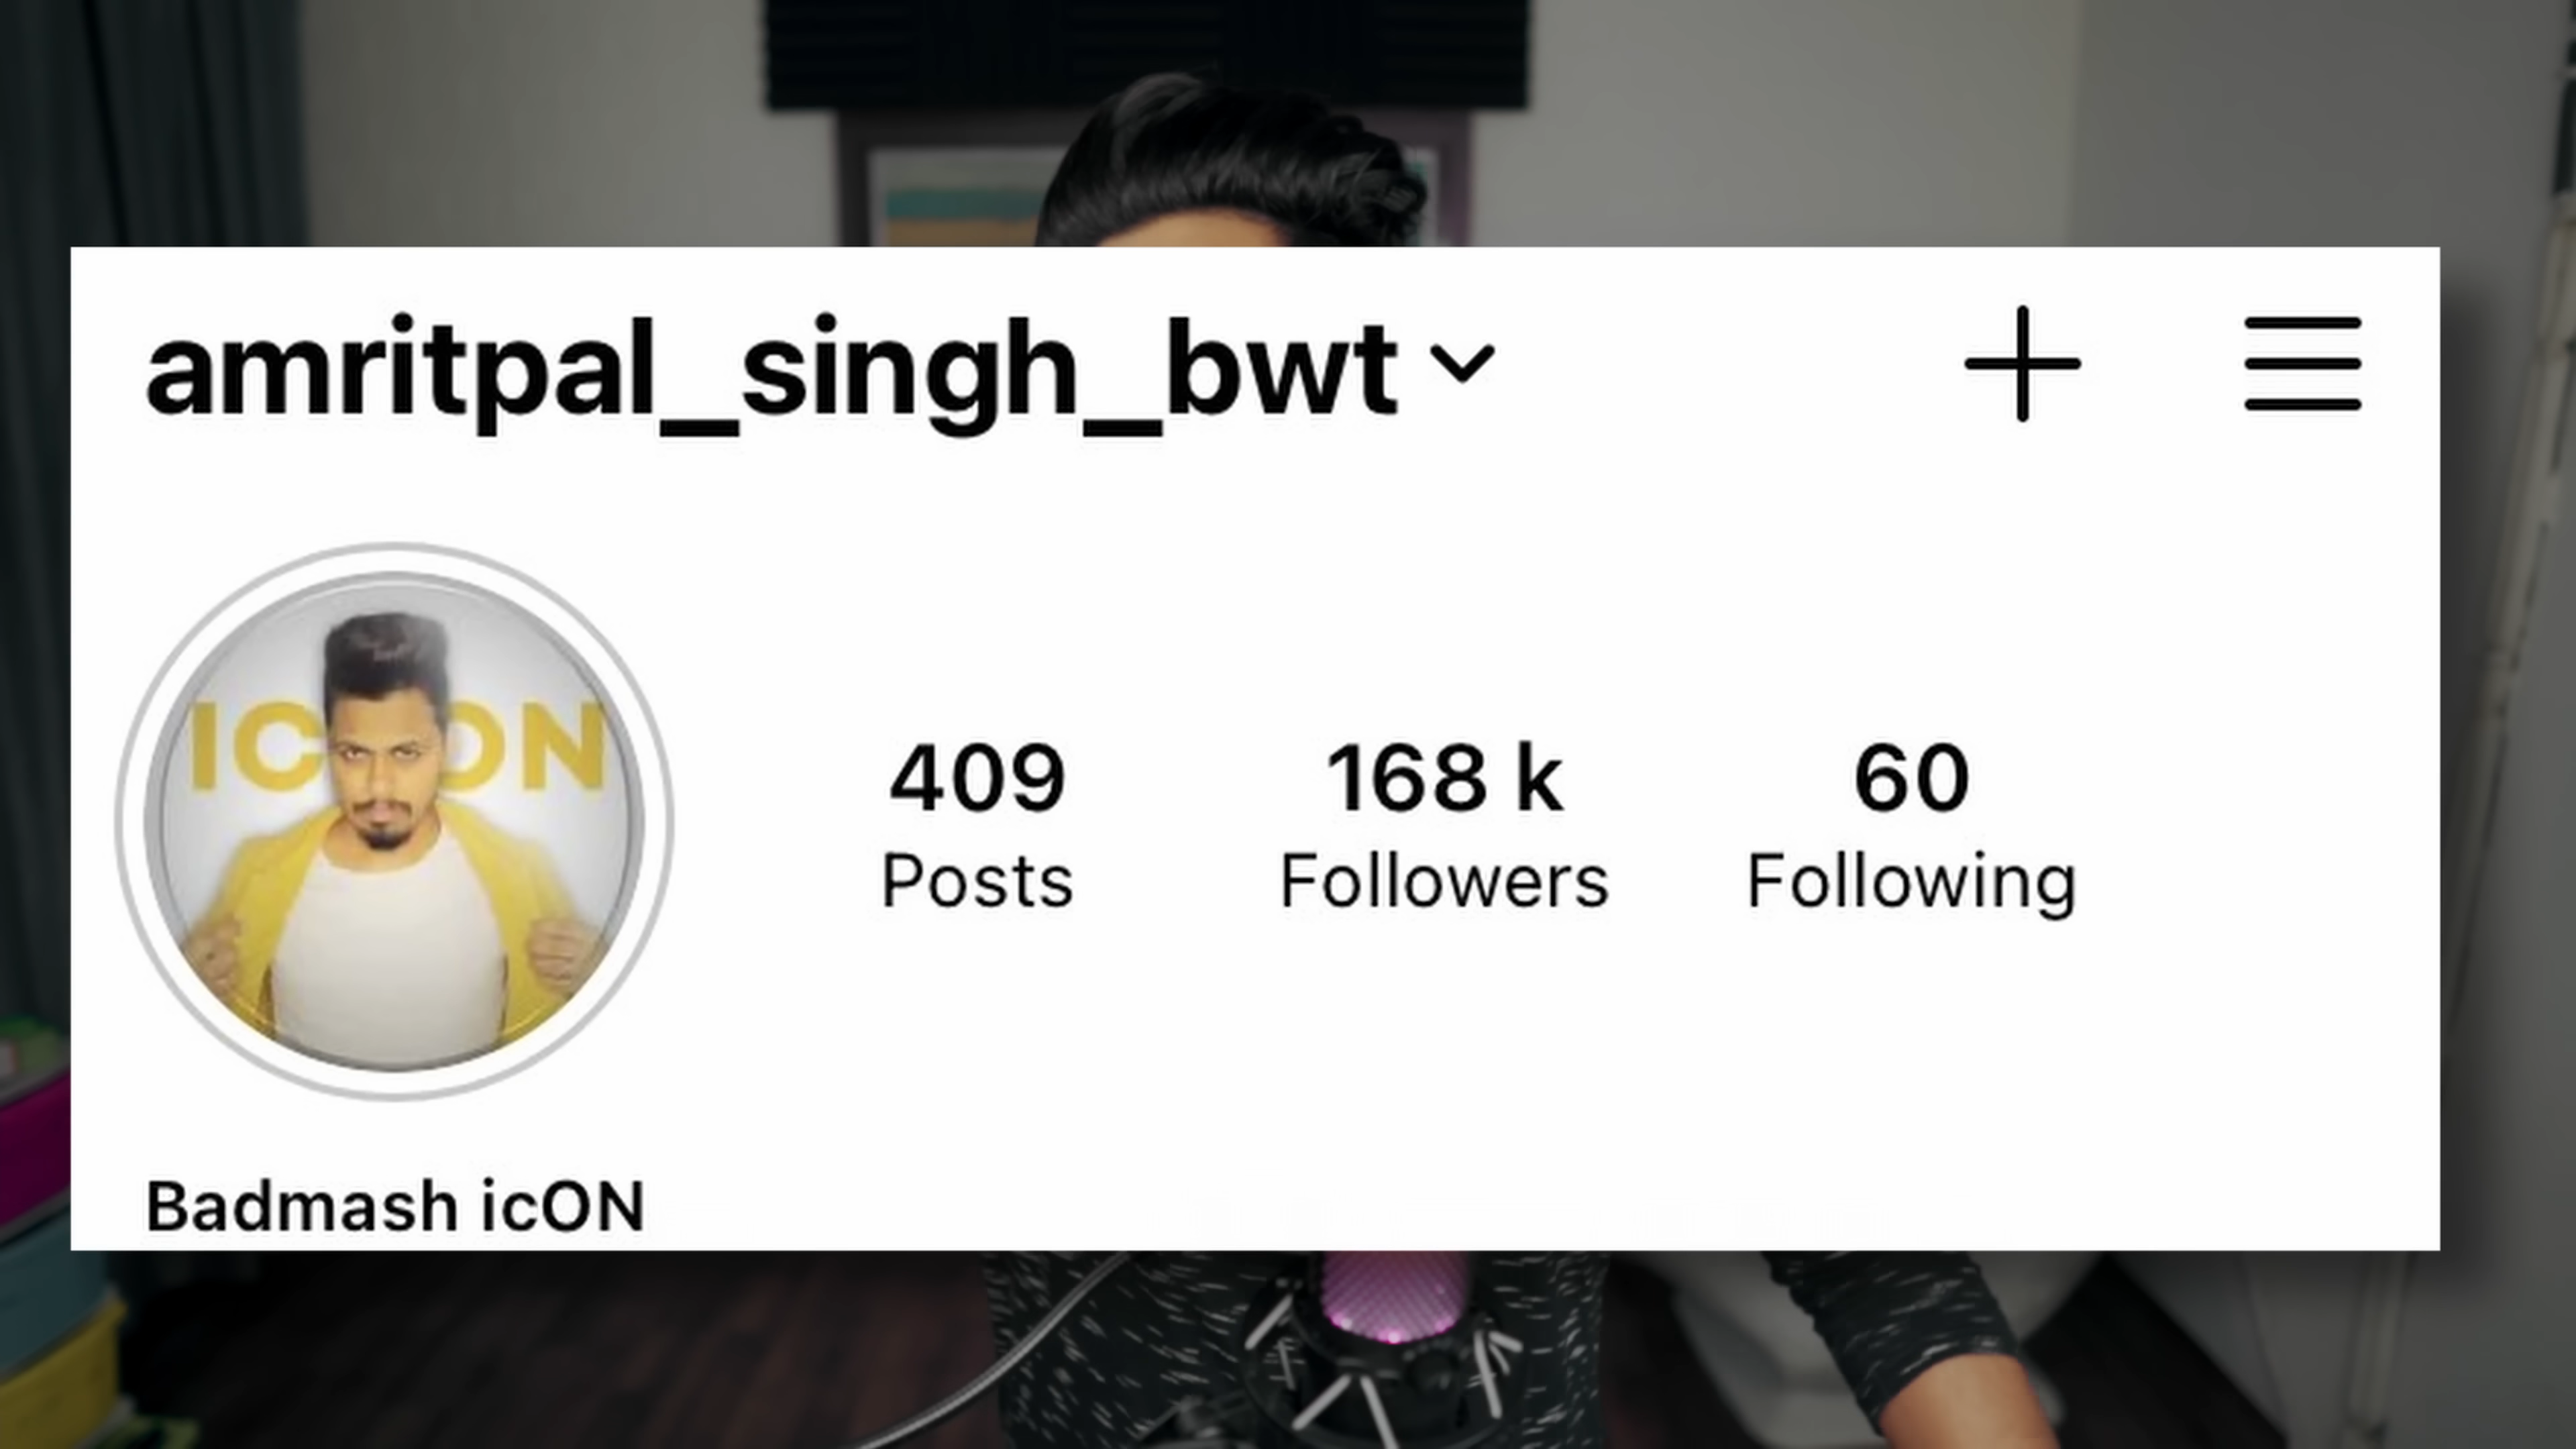 amritpal_singh_bwt
ICON
409
Posts
168 k
Followers
60
Following
Badmash icON